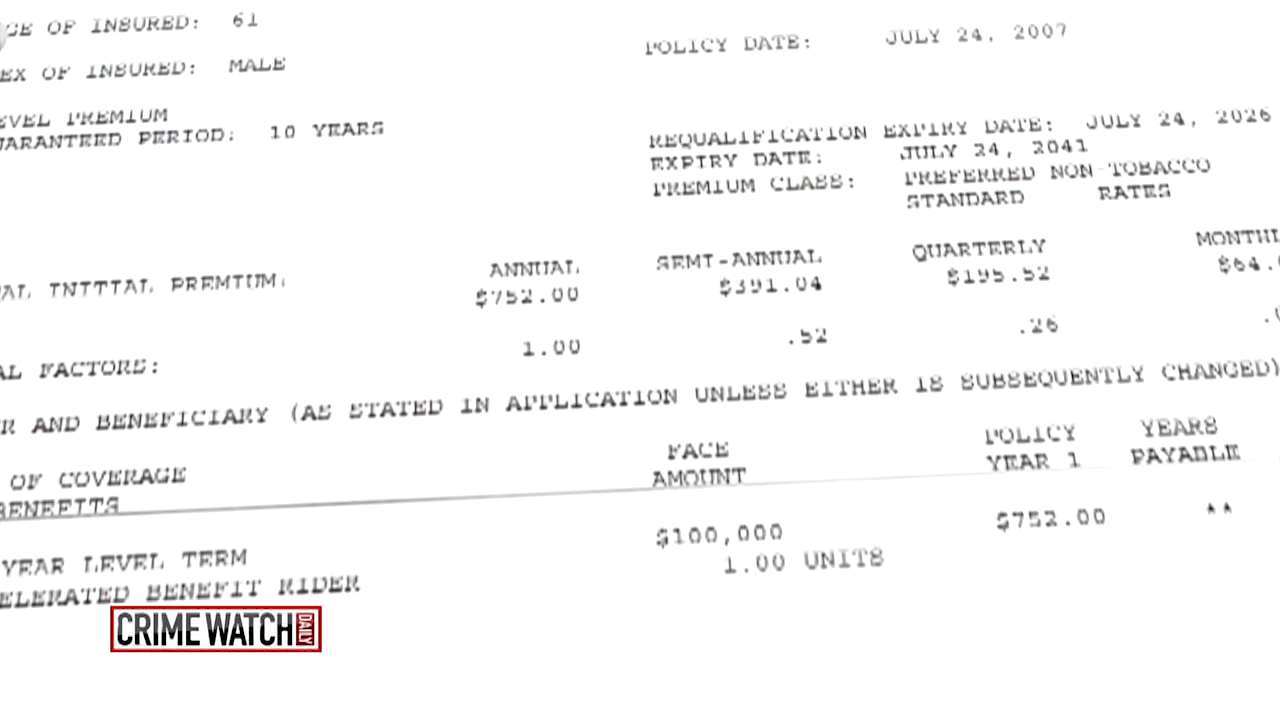 GE OF INSURED: 61
POLICY DATE: JULY 24, 2007
EX OF INSURED: MALE
EVEL PREMIUM
UARANTEED PERIOD: 10 YEARS
REQUALIFICATION EXPIRY DATE: JULY 24, 2026
EXPIRY DATE: JULY 24, 2041
PREMIUM CLASS: PREFERRED NON-TOBACCO
STANDARD RATES
ANNUAL SEMI-ANNUAL QUARTERLY MONTHL
AL INITIAL PREMIUM: $752.00 $391.04 $195.52 $64.
AL FACTORS: 1.00 .52 .26
R AND BENEFICIARY (AS STATED IN APPLICATION UNLESS EITHER IS SUBSEQUENTLY CHANGED)
FACE POLICY YEARS
OF COVERAGE AMOUNT YEAR 1 PAYABLE
BENEFITS
YEAR LEVEL TERM $100,000 $752.00 **
ELERATED BENEFIT RIDER 1.00 UNITS
CRIME WATCH DAILY